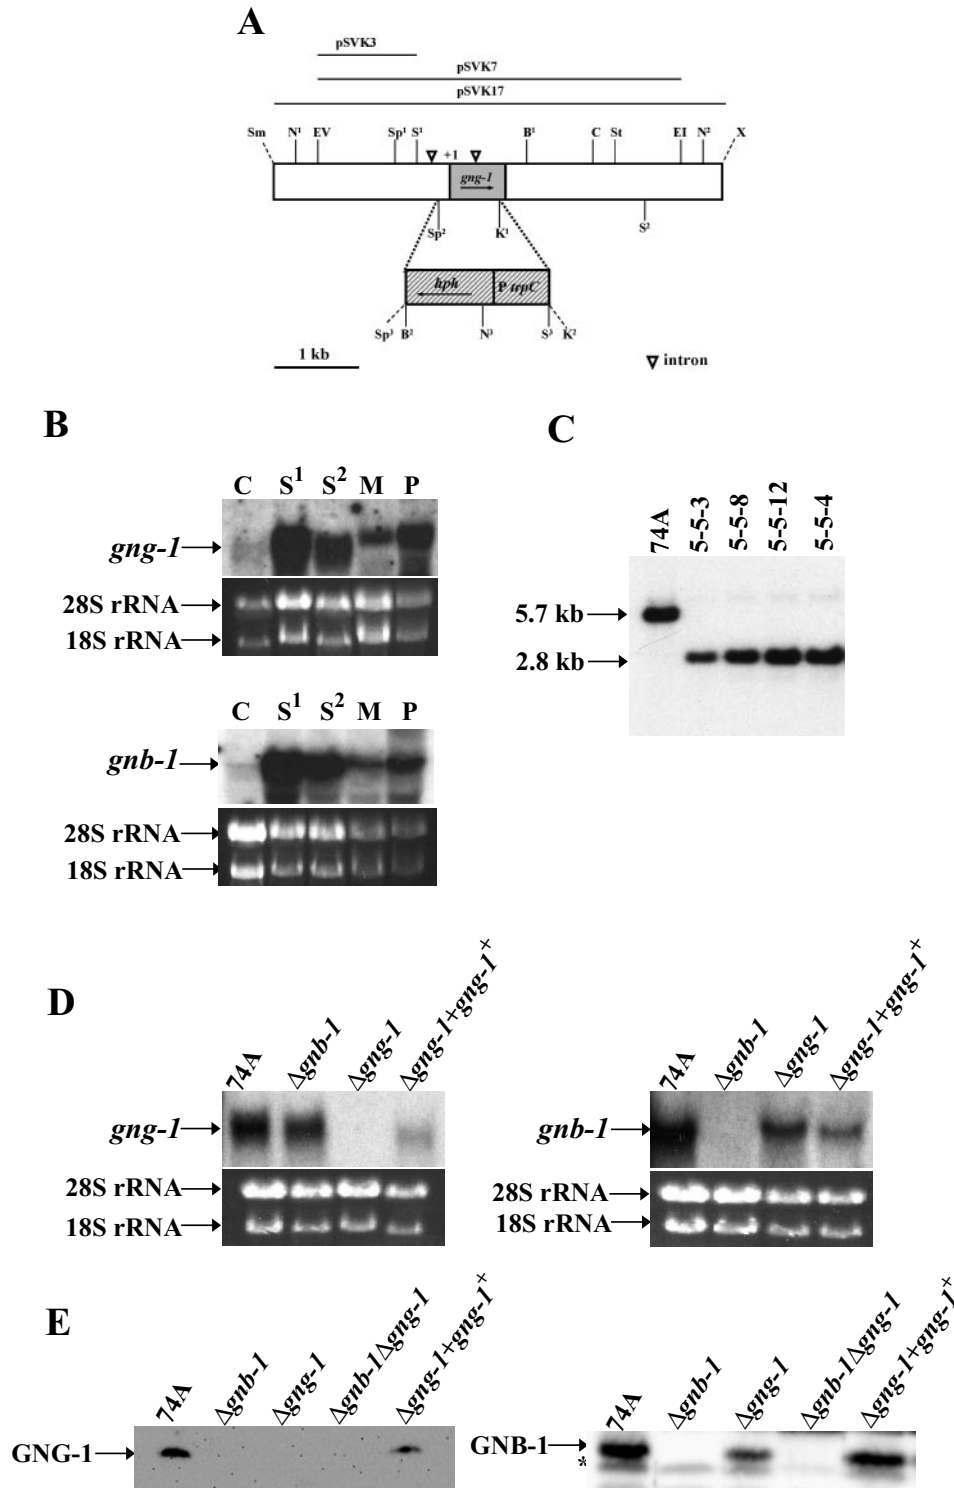 A
pSVK3
pSVK7
pSVK17
Sm N¹ EV Sp¹ S¹ B¹ C St EI N² X
+1
gng-1
Sp² K¹ S²
hph P trpC
Sp³ B² N³ S³ K²
1 kb
intron
B
C S¹ S² M P
gng-1
28S rRNA
18S rRNA
C S¹ S² M P
gnb-1
28S rRNA
18S rRNA
C
74A 5-5-3 5-5-8 5-5-12 5-5-4
5.7 kb
2.8 kb
D
74A Δgnb-1 Δgng-1 Δgng-1+gng-1⁺
gng-1
28S rRNA
18S rRNA
74A Δgnb-1 Δgng-1 Δgng-1+gng-1⁺
gnb-1
28S rRNA
18S rRNA
E
74A Δgnb-1 Δgng-1 Δgnb-1Δgng-1 Δgng-1+gng-1⁺
GNG-1
74A Δgnb-1 Δgng-1 Δgnb-1Δgng-1 Δgng-1+gng-1⁺
GNB-1
*